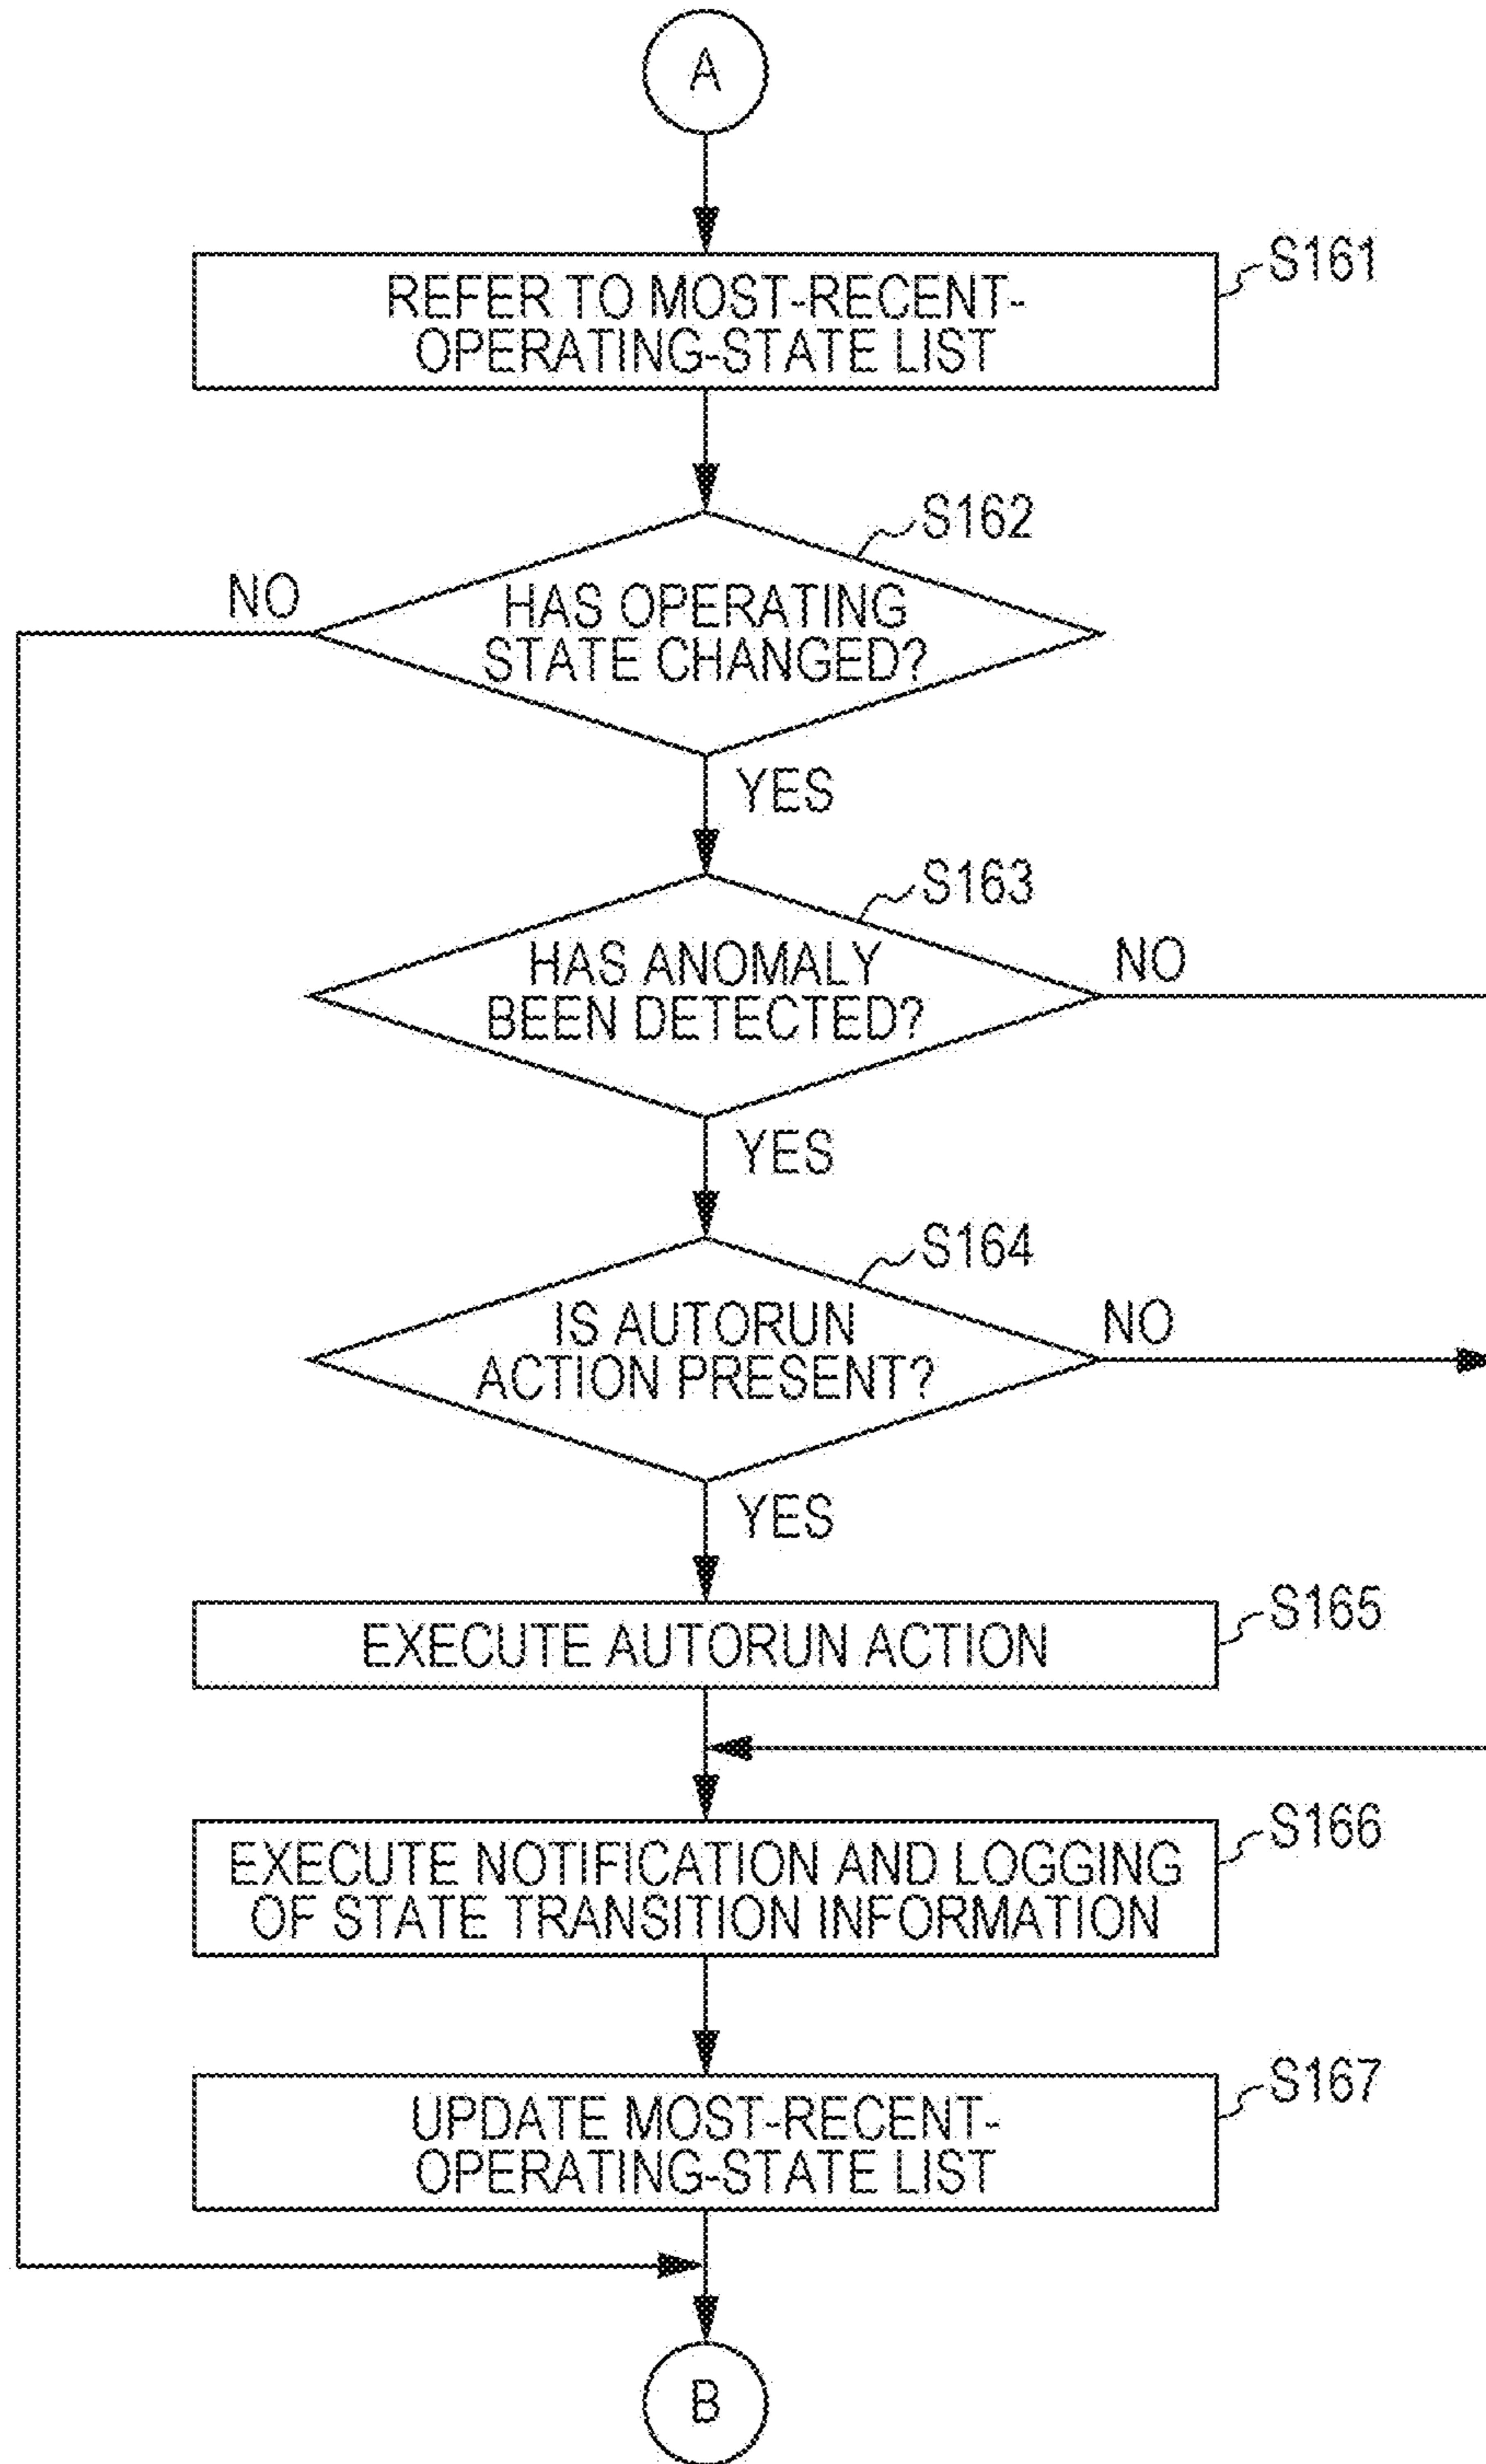 A
S161
REFER TO MOST-RECENT-
OPERATING-STATE LIST
S162
NO
HAS OPERATING
STATE CHANGED?
YES
S163
HAS ANOMALY
BEEN DETECTED?
NO
YES
S164
IS AUTORUN
ACTION PRESENT?
NO
YES
S165
EXECUTE AUTORUN ACTION
S166
EXECUTE NOTIFICATION AND LOGGING
OF STATE TRANSITION INFORMATION
S167
UPDATE MOST-RECENT-
OPERATING-STATE LIST
B